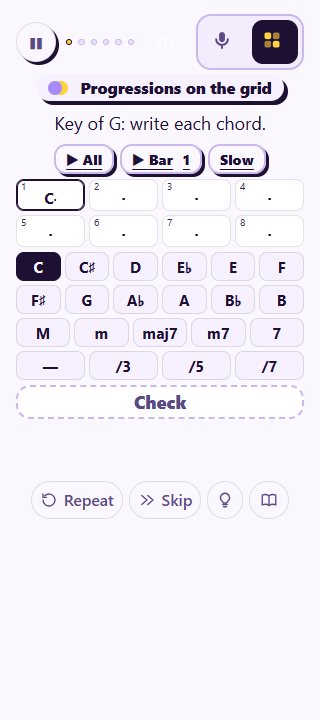 Progressions on the grid
Key of G: write each chord.
▶ All ▶ Bar 1 Slow
1 C· 2 · 3 · 4 ·
5 · 6 · 7 · 8 ·
C C♯ D E♭ E F
F♯ G A♭ A B♭ B
M m maj7 m7 7
— /3 /5 /7
Check
Repeat Skip